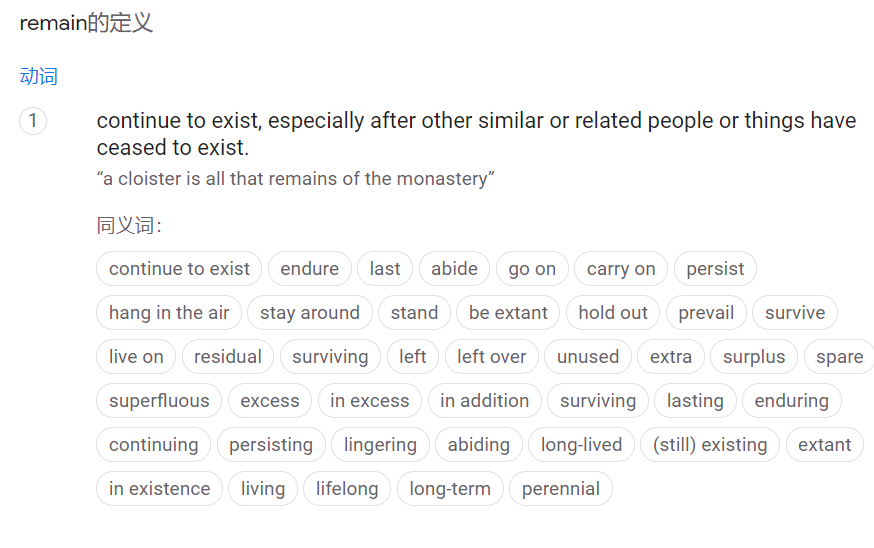 remain的定义
动词
1 continue to exist, especially after other similar or related people or things have
ceased to exist.
“a cloister is all that remains of the monastery”
同义词：
continue to exist endure last abide go on carry on persist
hang in the air stay around stand be extant hold out prevail survive
live on residual surviving left left over unused extra surplus spare
superfluous excess in excess in addition surviving lasting enduring
continuing persisting lingering abiding long-lived (still) existing extant
in existence living lifelong long-term perennial